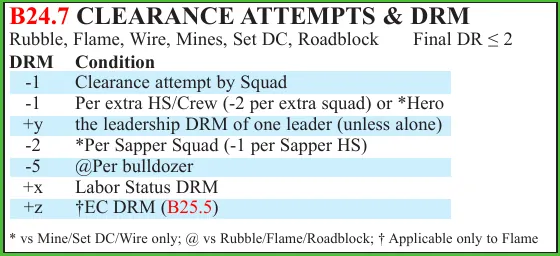 B24.7 CLEARANCE ATTEMPTS & DRM
Rubble, Flame, Wire, Mines, Set DC, Roadblock Final DR ≤ 2
DRM Condition
-1 Clearance attempt by Squad
-1 Per extra HS/Crew (-2 per extra squad) or *Hero
+y the leadership DRM of one leader (unless alone)
-2 *Per Sapper Squad (-1 per Sapper HS)
-5 @Per bulldozer
+x Labor Status DRM
+z †EC DRM (B25.5)
* vs Mine/Set DC/Wire only; @ vs Rubble/Flame/Roadblock; † Applicable only to Flame